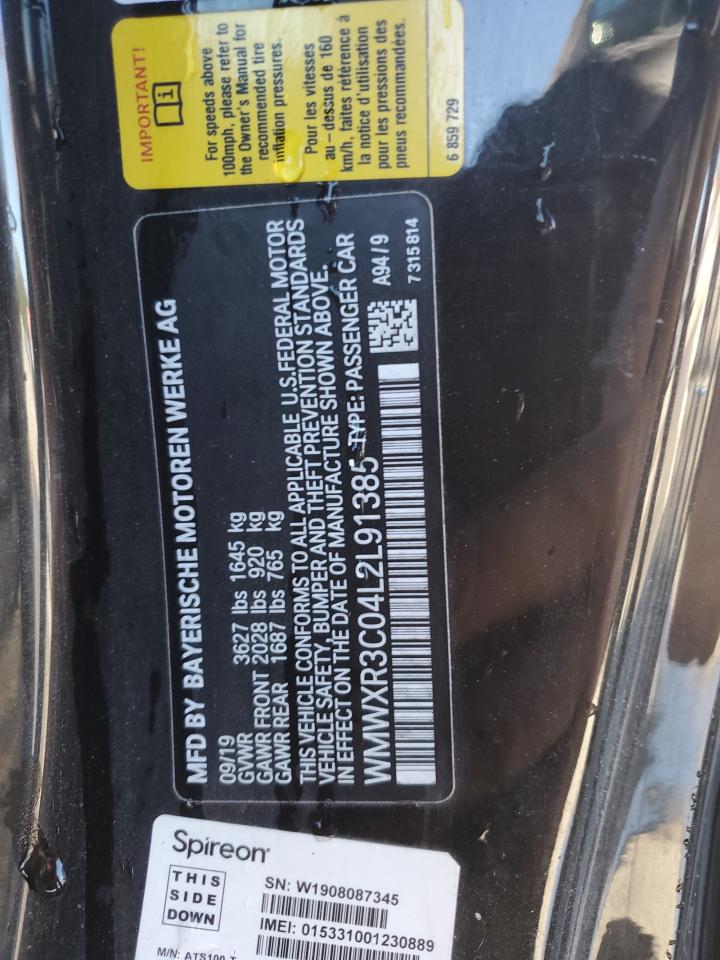 IMPORTANT!
For speeds above
100mph, please refer to
the Owner's Manual for
recommended tire
inflation pressures.
Pour les vitesses
au-dessus de 160
km/h, faites référence à
la notice d'utilisation
pour les pressions des
pneus recommandées.
6 859 729
MFD BY BAYERISCHE MOTOREN WERKE AG
09/19
GVWR 3627 lbs 1645 kg
GAWR FRONT 2028 lbs 920 kg
GAWR REAR 1687 lbs 765 kg
THIS VEHICLE CONFORMS TO ALL APPLICABLE U.S.FEDERAL MOTOR
VEHICLE SAFETY, BUMPER AND THEFT PREVENTION STANDARDS
IN EFFECT ON THE DATE OF MANUFACTURE SHOWN ABOVE.
WMWXR3C04L2L91385 TYPE: PASSENGER CAR
A94/9
7315814
Spireon
THIS
SIDE
DOWN
SN: W1908087345
IMEI: 015331001230889
M/N: ATS100-T